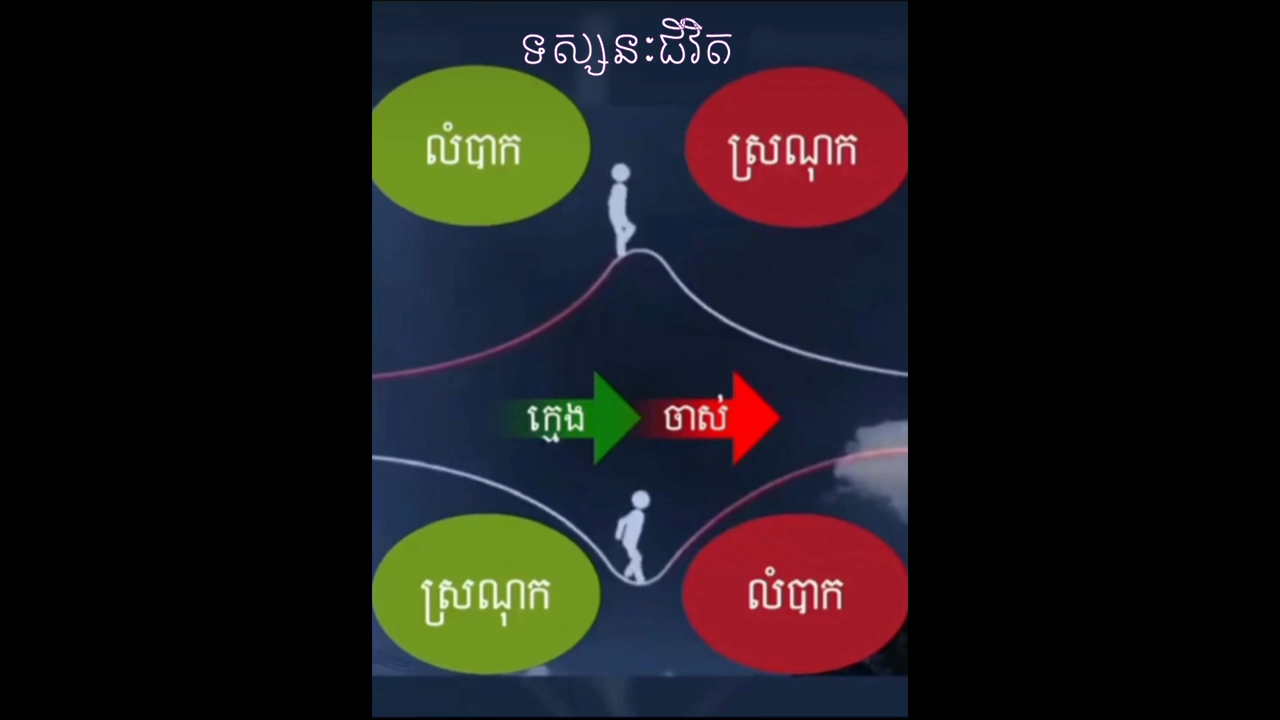 ទស្សនៈជីវិត
លំបាក
ស្រណុក
ក្មេង
ចាស់
ស្រណុក
លំបាក